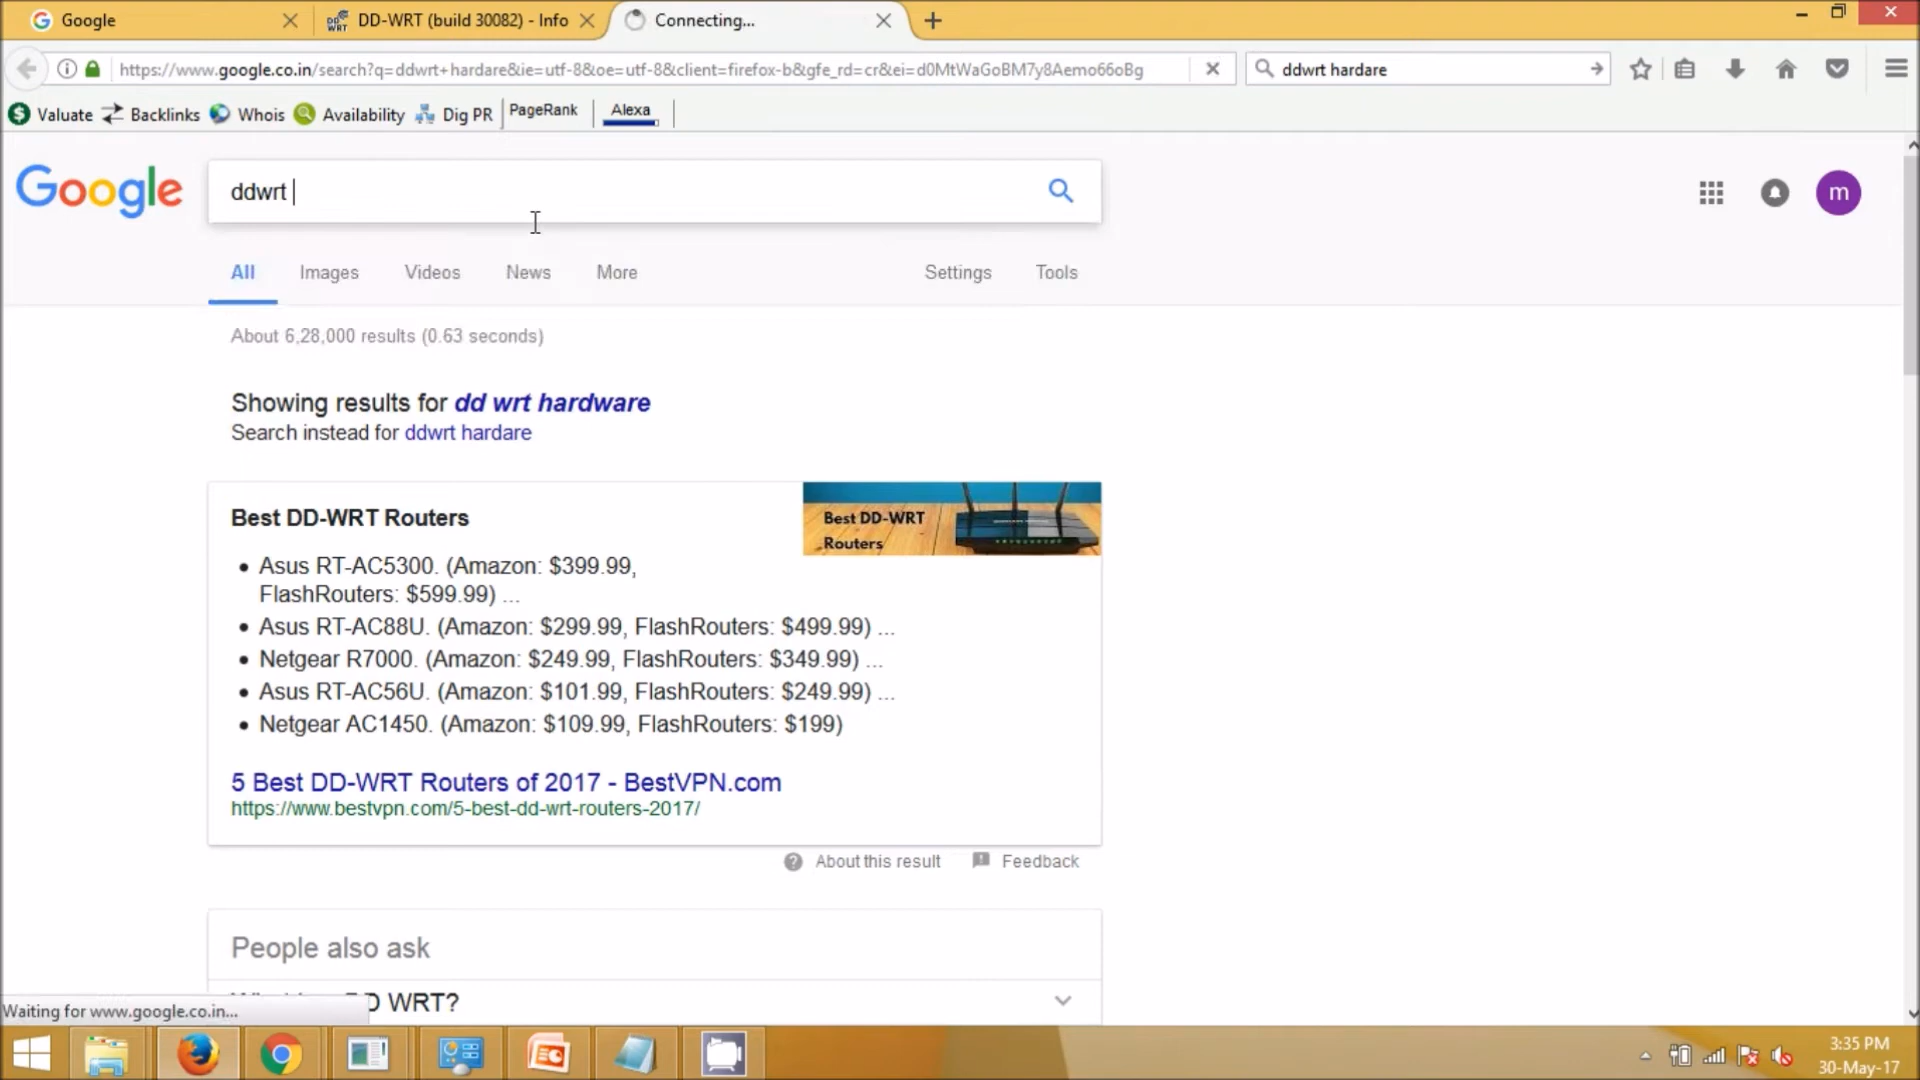 Google
DD-WRT (build 30082) - Info
Connecting...
https://www.google.co.in/search?q=ddwrt+hardare&ie=utf-8&oe=utf-8&client=firefox-b&gfe_rd=cr&ei=d0MtWaGoBM7y8Aemo66oBg
ddwrt hardare
Valuate
Backlinks
Whois
Availability
Dig PR
PageRank
Alexa
Google
ddwrt
m
All
Images
Videos
News
More
Settings
Tools
About 6,28,000 results (0.63 seconds)
Showing results for dd wrt hardware
Search instead for ddwrt hardare
Best DD-WRT Routers
Best DD-WRT
Routers
• Asus RT-AC5300. (Amazon: $399.99,
FlashRouters: $599.99) ...
• Asus RT-AC88U. (Amazon: $299.99, FlashRouters: $499.99) ...
• Netgear R7000. (Amazon: $249.99, FlashRouters: $349.99) ...
• Asus RT-AC56U. (Amazon: $101.99, FlashRouters: $249.99) ...
• Netgear AC1450. (Amazon: $109.99, FlashRouters: $199)
5 Best DD-WRT Routers of 2017 - BestVPN.com
https://www.bestvpn.com/5-best-dd-wrt-routers-2017/
About this result
Feedback
People also ask
WRT?
Waiting for www.google.co.in...
3:35 PM
30-May-17